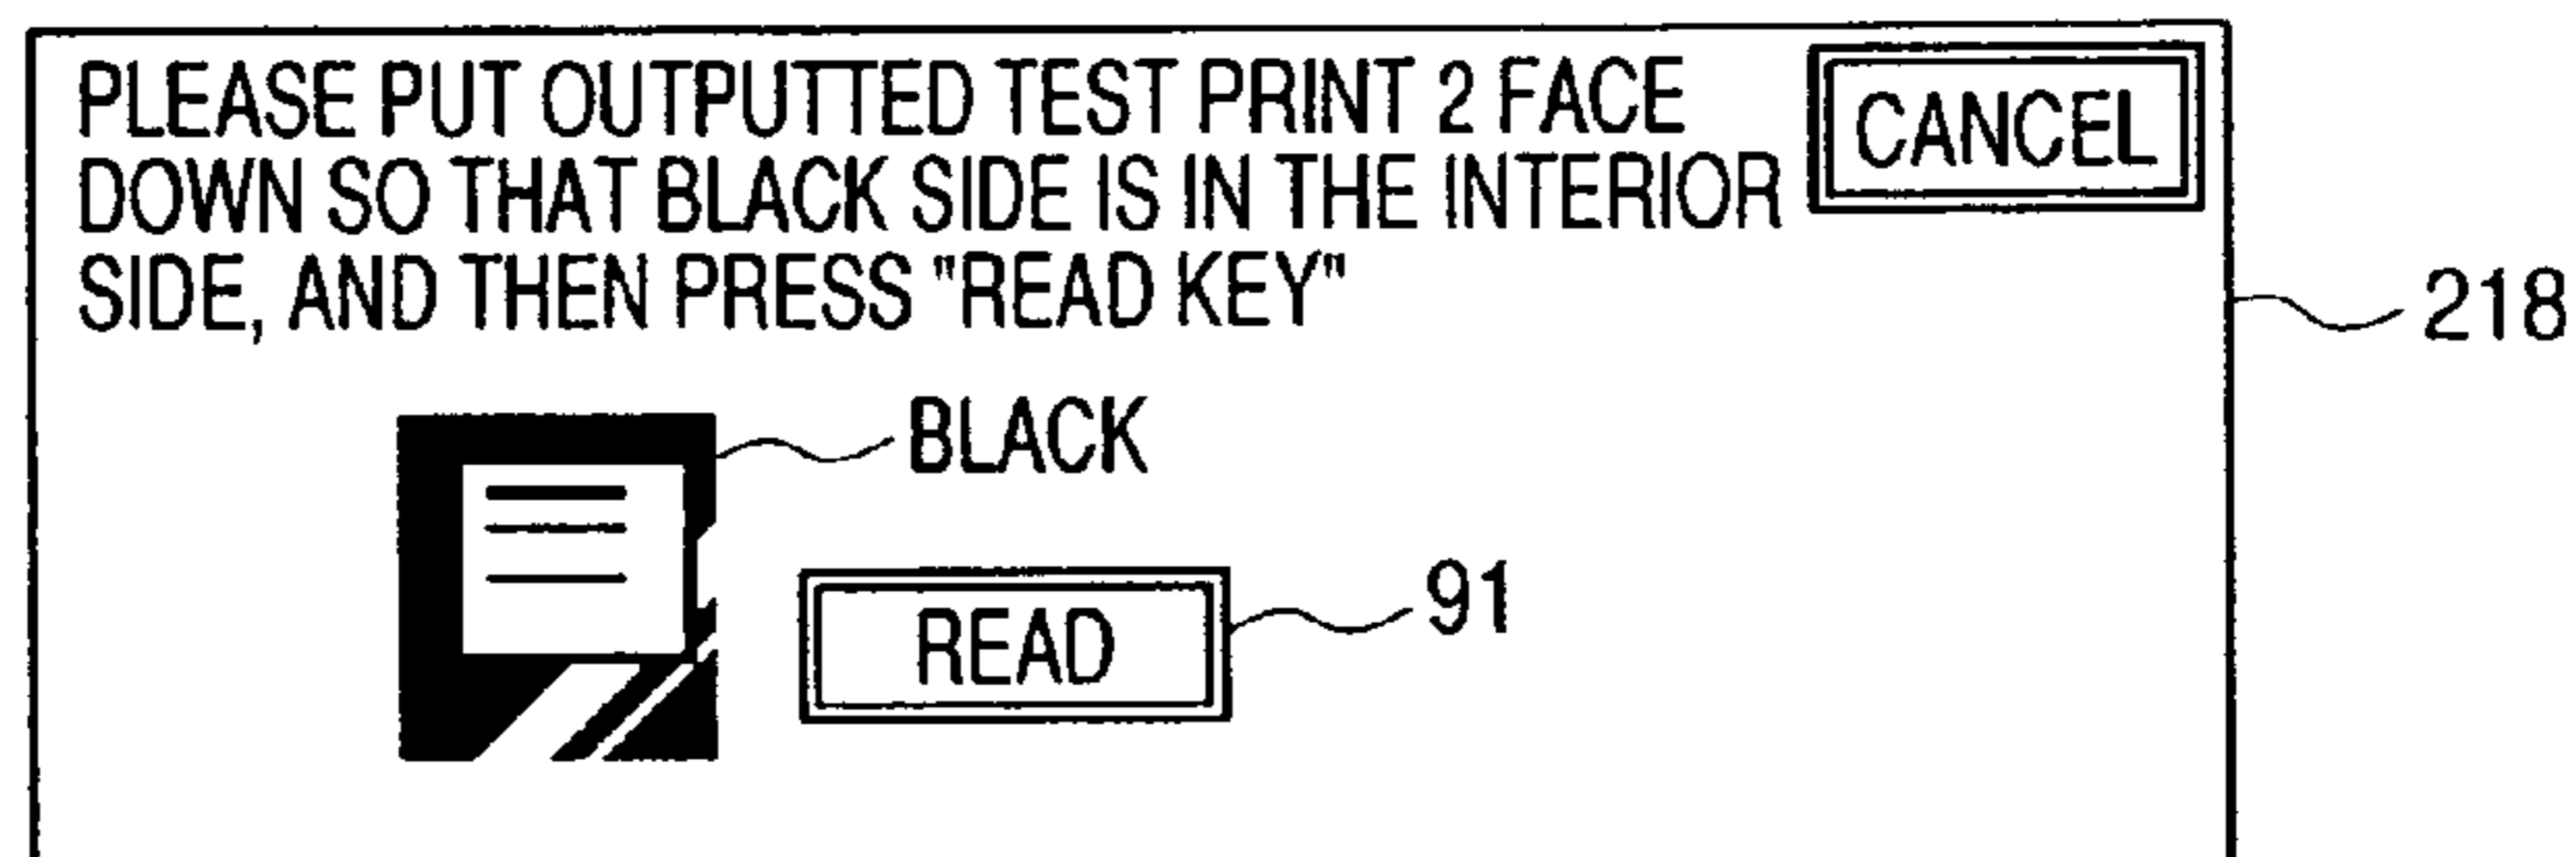 PLEASE PUT OUTPUTTED TEST PRINT 2 FACE
DOWN SO THAT BLACK SIDE IS IN THE INTERIOR
SIDE, AND THEN PRESS "READ KEY"
CANCEL
218
BLACK
READ
91